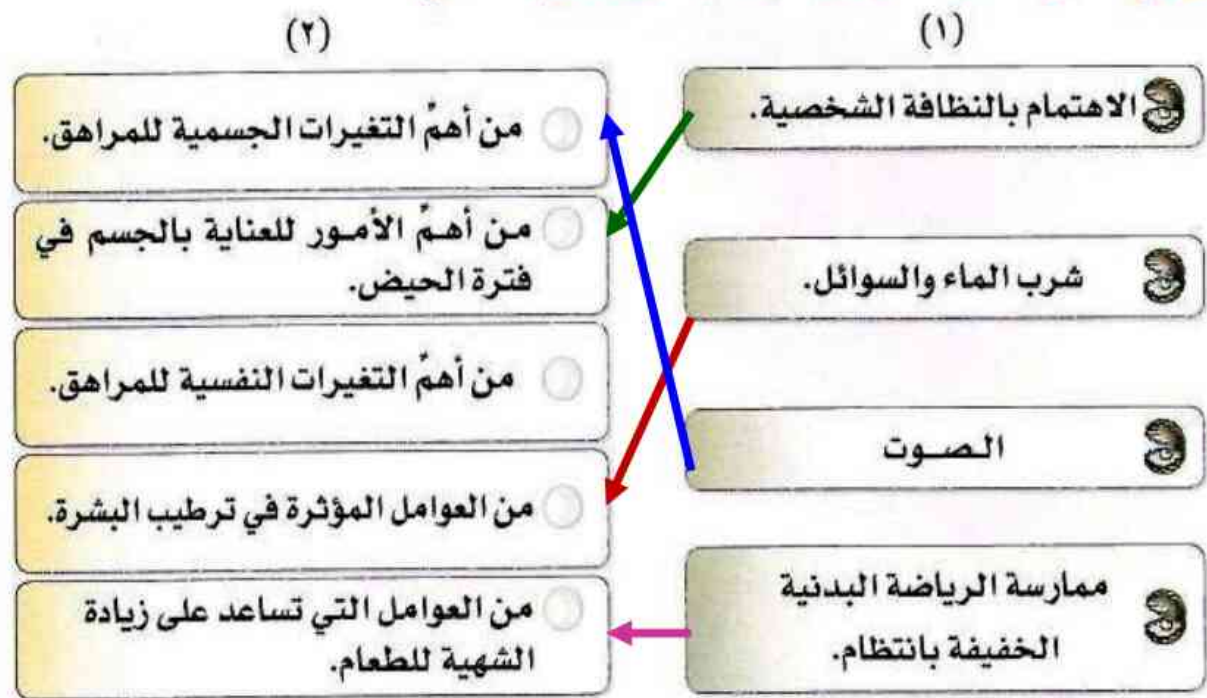 (١)
الاهتمام بالنظافة الشخصية.
شرب الماء والسوائل.
الصوت
ممارسة الرياضة البدنية
الخفيفة بانتظام.
(٢)
من أهمِّ التغيرات الجسمية للمراهق.
من أهمِّ الأمور للعناية بالجسم في
فترة الحيض.
من أهمِّ التغيرات النفسية للمراهق.
من العوامل المؤثرة في ترطيب البشرة.
من العوامل التي تساعد على زيادة
الشهية للطعام.